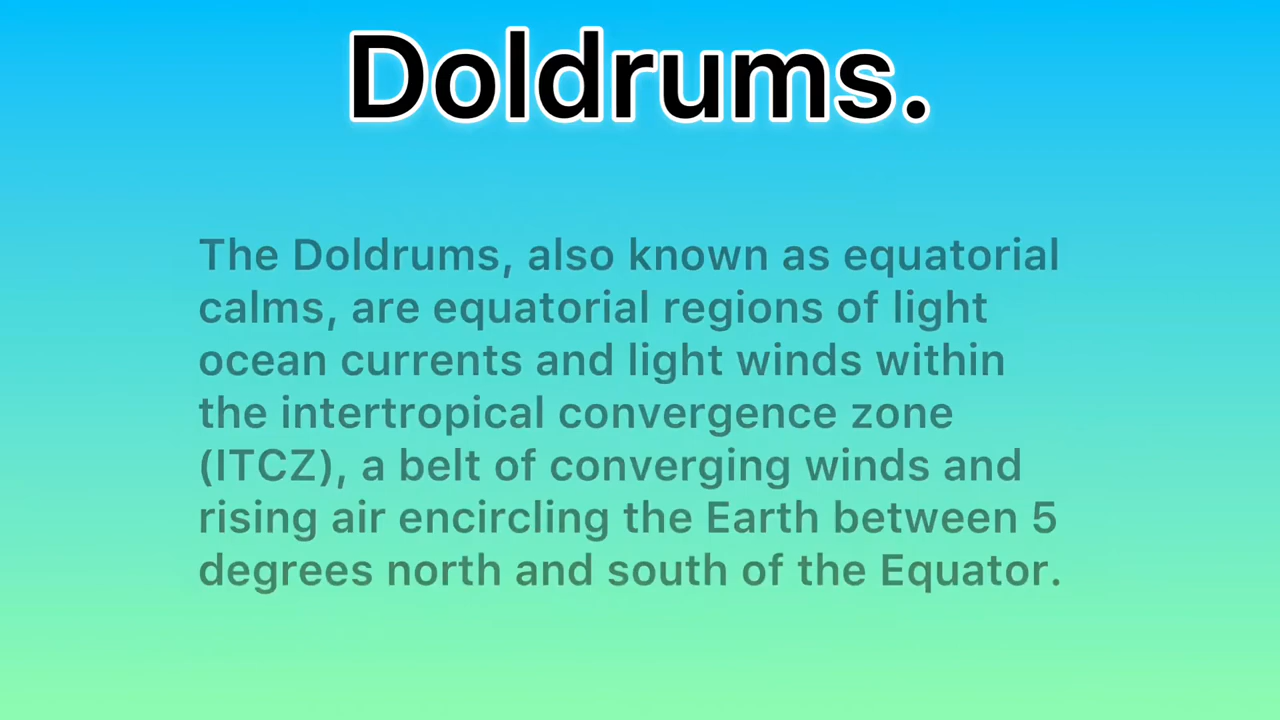 Doldrums.
The Doldrums, also known as equatorial
calms, are equatorial regions of light
ocean currents and light winds within
the intertropical convergence zone
(ITCZ), a belt of converging winds and
rising air encircling the Earth between 5
degrees north and south of the Equator.